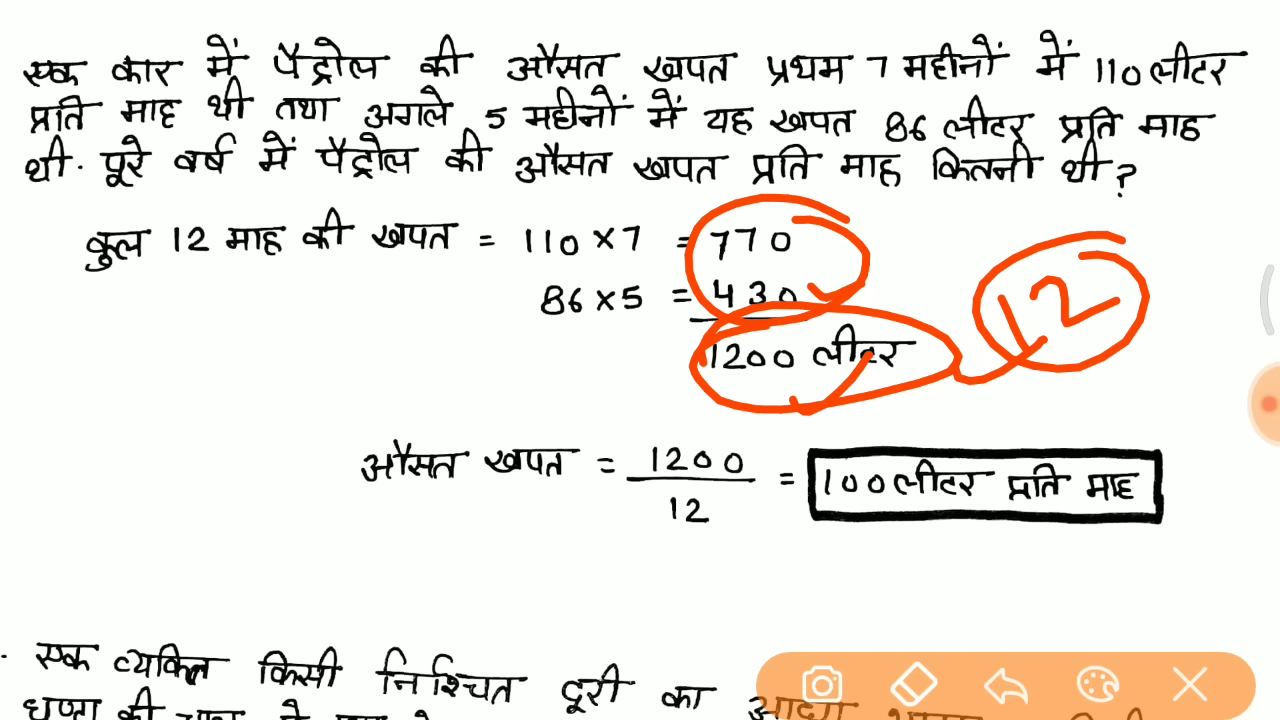 एक कार में पैट्रोल की औसत खपत प्रथम 7 महीनों में 110 लीटर
प्रति माह थी तथा अगले 5 महीनों में यह खपत 86 लीटर प्रति माह
थी. पूरे वर्ष में पैट्रोल की औसत खपत प्रति माह कितनी थी?
कुल 12 माह की खपत = 110 × 7 = 770
86 × 5 = 430
1200 लीटर
12
औसत खपत = 1200 / 12 = 100 लीटर प्रति माह
एक व्यक्ति किसी निश्चित दूरी का आधा